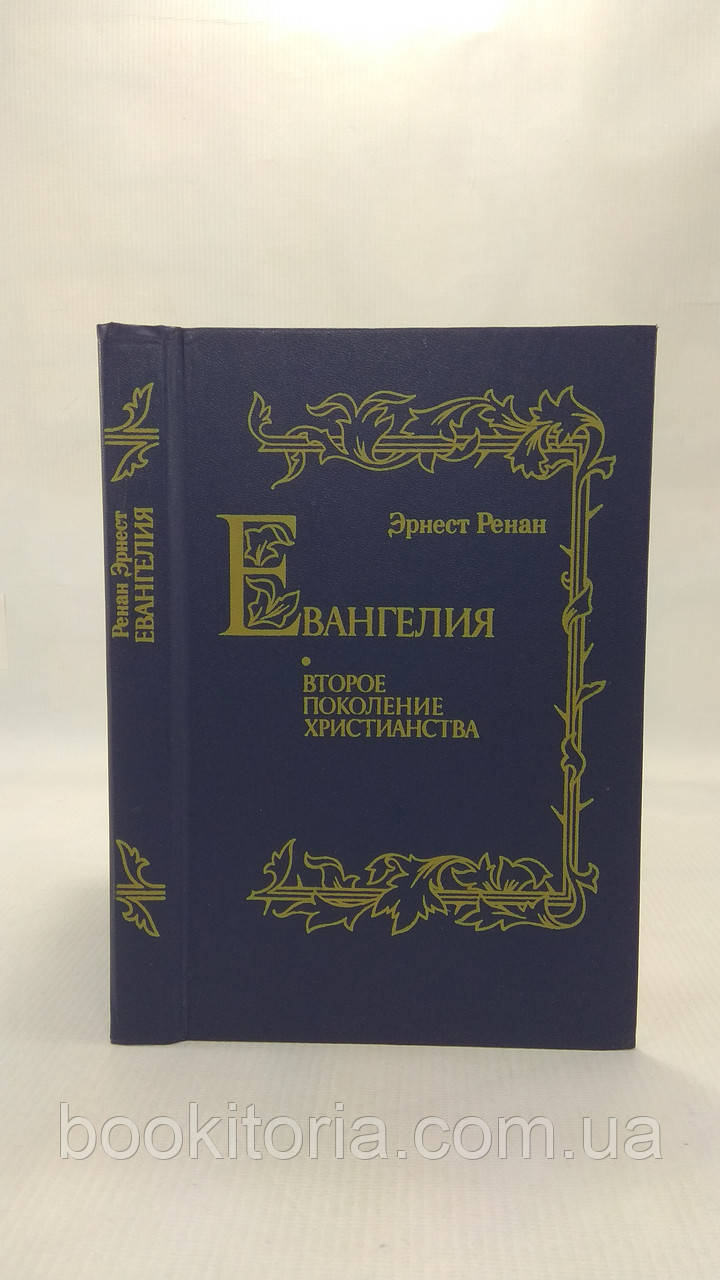 Ренан Эрнест
ЕВАНГЕЛИЯ
Эрнест Ренан
ЕВАНГЕЛИЯ
ВТОРОЕ
ПОКОЛЕНИЕ
ХРИСТИАНСТВА
bookitoria.com.ua